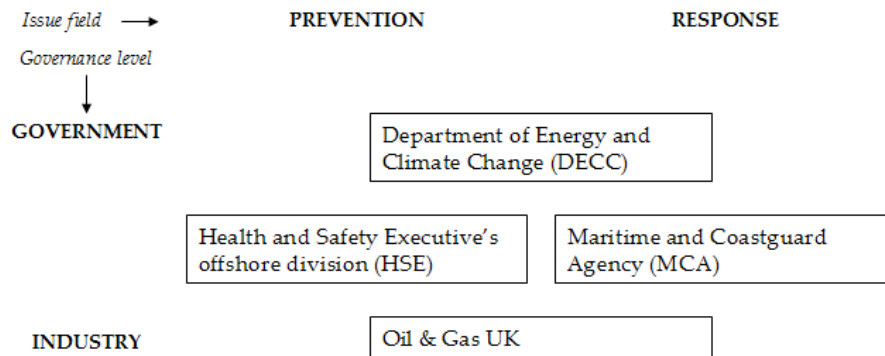 Issue field
PREVENTION
RESPONSE
Governance level
GOVERNMENT
Department of Energy and
Climate Change (DECC)
Health and Safety Executive's
offshore division (HSE)
Maritime and Coastguard
Agency (MCA)
INDUSTRY
Oil & Gas UK